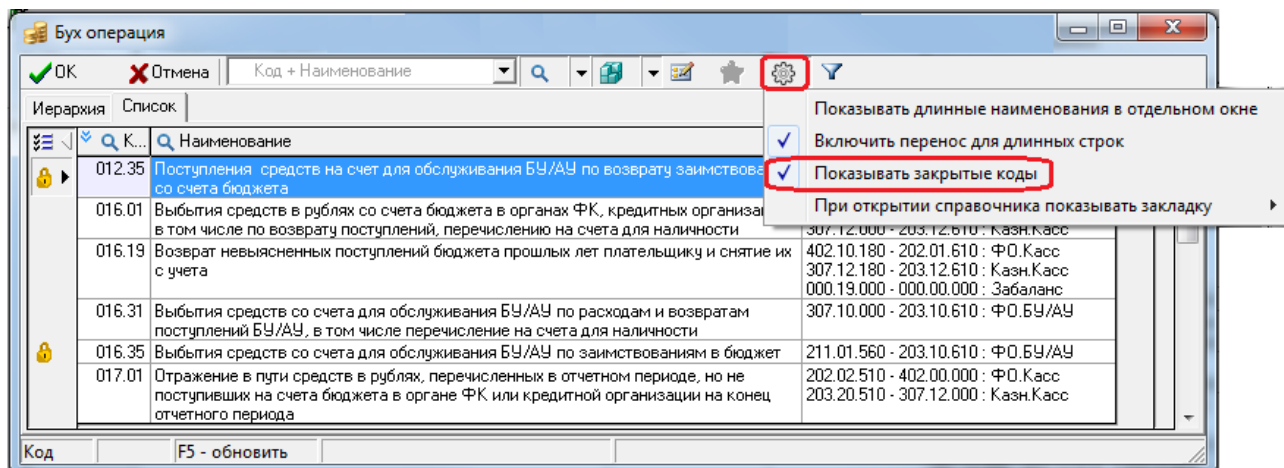 Бух операция
OK Отмена Код + Наименование
Показывать длинные наименования в отдельном окне
Включить перенос для длинных строк
Показывать закрытые коды
При открытии справочника показывать закладку
Иерархия Список
К... Наименование
012.35 Поступления средств на счет для обслуживания БУ/АУ по возврату
со счета бюджета
016.01 Выбытия средств в рублях со счета бюджета в органах ФК, кредитных
в том числе по возврату поступлений, перечислению на счета для наличности 307.12.000 - 203.12.610 : Казн.Касс
016.19 Возврат невыясненных поступлений бюджета прошлых лет плательщику и снятие их 402.10.180 - 202.01.610 : ФО.Касс
с учета 307.12.180 - 203.12.610 : Казн.Касс
000.19.000 - 000.00.000 : Забаланс
016.31 Выбытия средств со счета для обслуживания БУ/АУ по расходам и возвратам 307.10.000 - 203.10.610 : ФО.БУ/АУ
поступлений БУ/АУ, в том числе перечисление на счета для наличности
016.35 Выбытия средств со счета для обслуживания БУ/АУ по заимствованиям в бюджет 211.01.560 - 203.10.610 : ФО.БУ/АУ
017.01 Отражение в пути средств в рублях, перечисленных в отчетном периоде, но не 202.02.510 - 402.00.000 : ФО.Касс
поступивших на счета бюджета в органе ФК или кредитной организации на конец 203.20.510 - 307.12.000 : Казн.Касс
отчетного периода
Код F5 - обновить